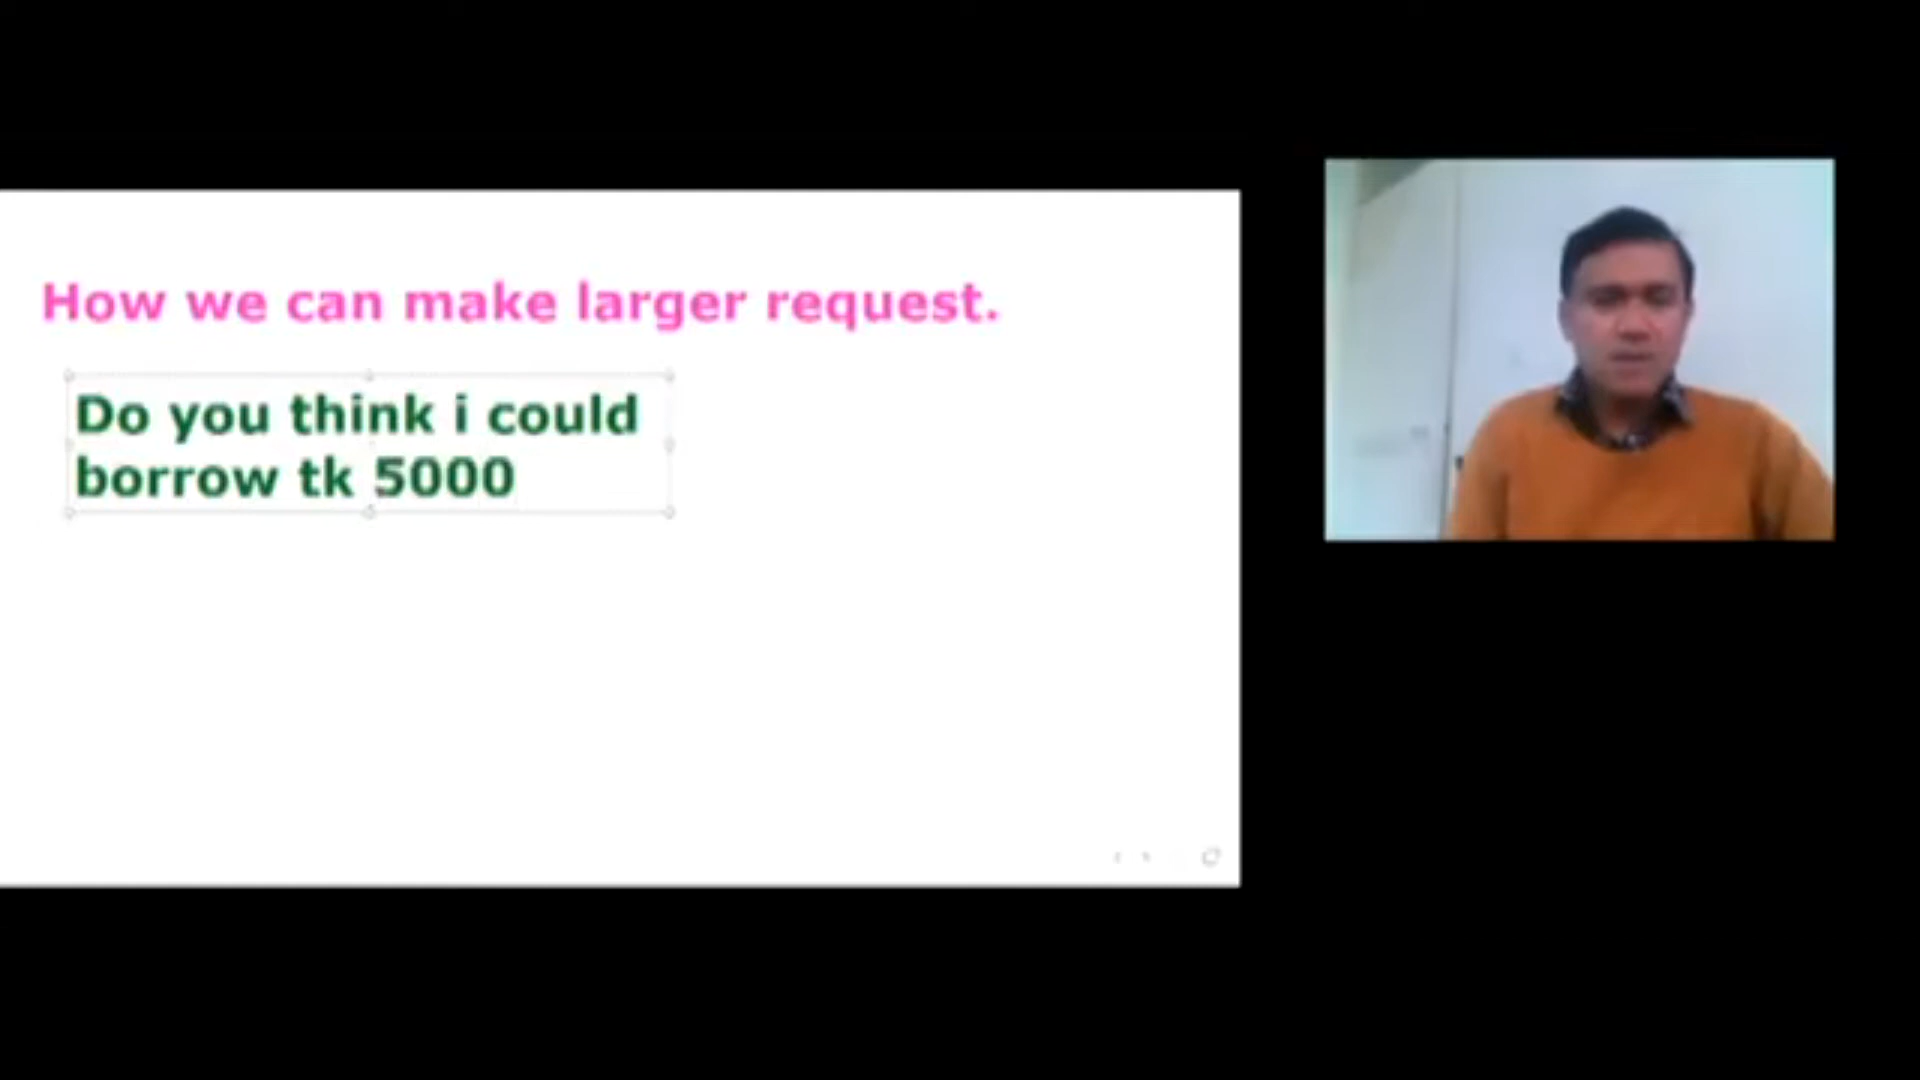 How we can make larger request.
Do you think i could
borrow tk 5000